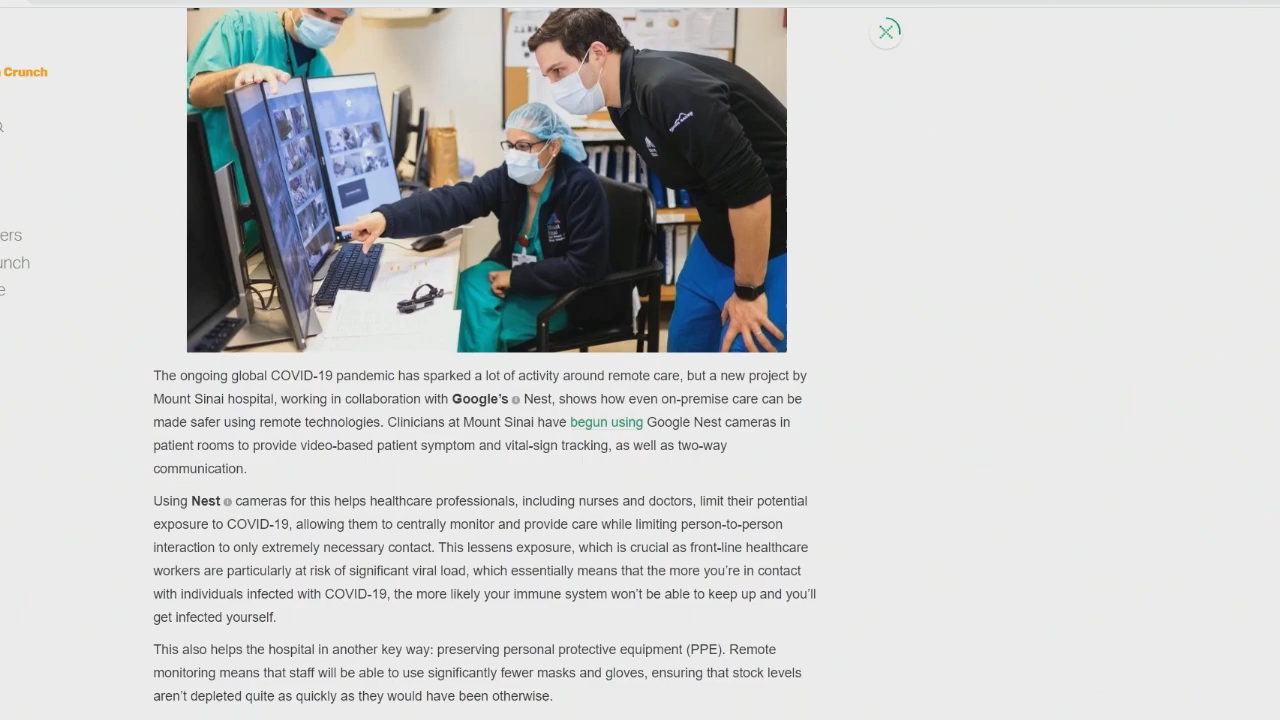 Crunch
ers
unch
e
The ongoing global COVID-19 pandemic has sparked a lot of activity around remote care, but a new project by
Mount Sinai hospital, working in collaboration with Google's Nest, shows how even on-premise care can be
made safer using remote technologies. Clinicians at Mount Sinai have begun using Google Nest cameras in
patient rooms to provide video-based patient symptom and vital-sign tracking, as well as two-way
communication.
Using Nest cameras for this helps healthcare professionals, including nurses and doctors, limit their potential
exposure to COVID-19, allowing them to centrally monitor and provide care while limiting person-to-person
interaction to only extremely necessary contact. This lessens exposure, which is crucial as front-line healthcare
workers are particularly at risk of significant viral load, which essentially means that the more you're in contact
with individuals infected with COVID-19, the more likely your immune system won't be able to keep up and you'll
get infected yourself.
This also helps the hospital in another key way: preserving personal protective equipment (PPE). Remote
monitoring means that staff will be able to use significantly fewer masks and gloves, ensuring that stock levels
aren't depleted quite as quickly as they would have been otherwise.